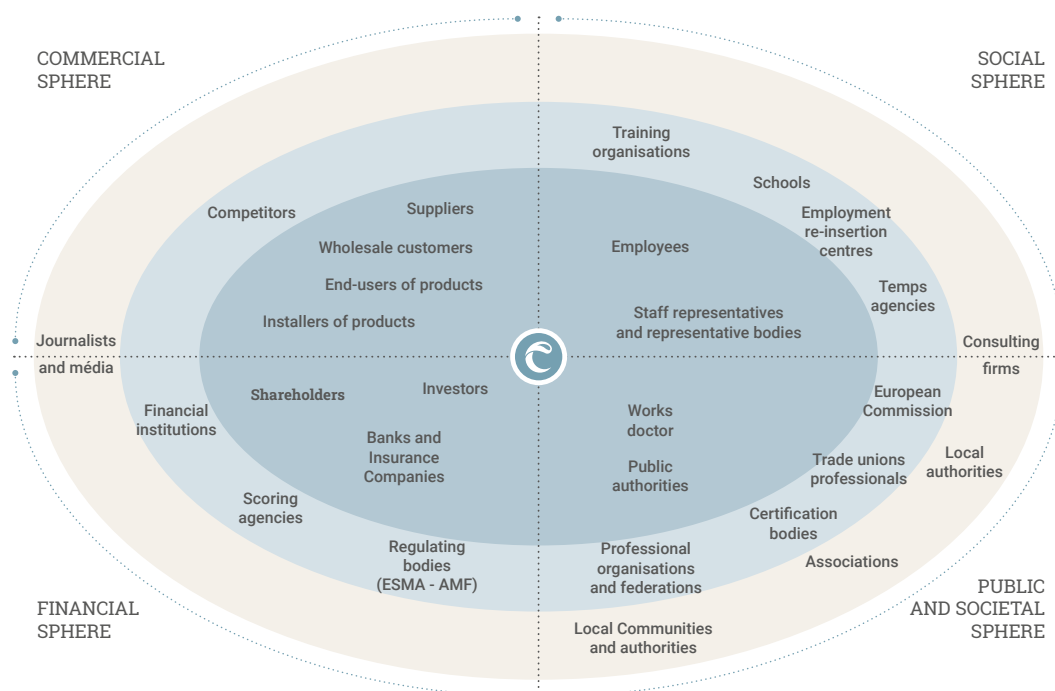 COMMERCIAL
SPHERE
SOCIAL
SPHERE
Training
organisations
Schools
Competitors
Suppliers
Employment
re-insertion
centres
Wholesale customers
Employees
End-users of products
Temps
agencies
Installers of products
Staff representatives
and representative bodies
Journalists
and média
Consulting
firms
Shareholders
Investors
European
Commission
Financial
institutions
Works
doctor
Banks and
Insurance
Companies
Public
authorities
Trade unions
professionals
Local
authorities
Scoring
agencies
Certification
bodies
Regulating
bodies
(ESMA - AMF)
Professional
organisations
and federations
Associations
FINANCIAL
SPHERE
PUBLIC
AND SOCIETAL
SPHERE
Local Communities
and authorities